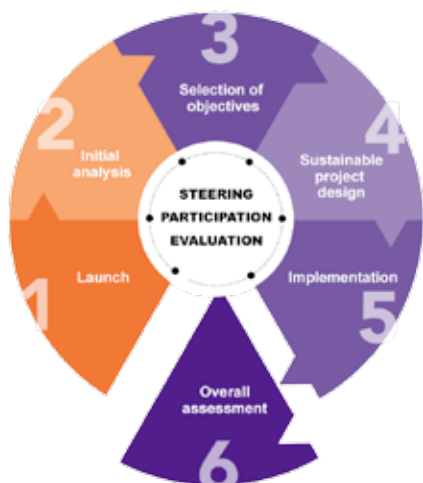 3
Selection of
objectives
2
Initial
analysis
4
Sustainable
project
design
STEERING
PARTICIPATION
EVALUATION
1
Launch
Implementation
5
Overall
assessment
6